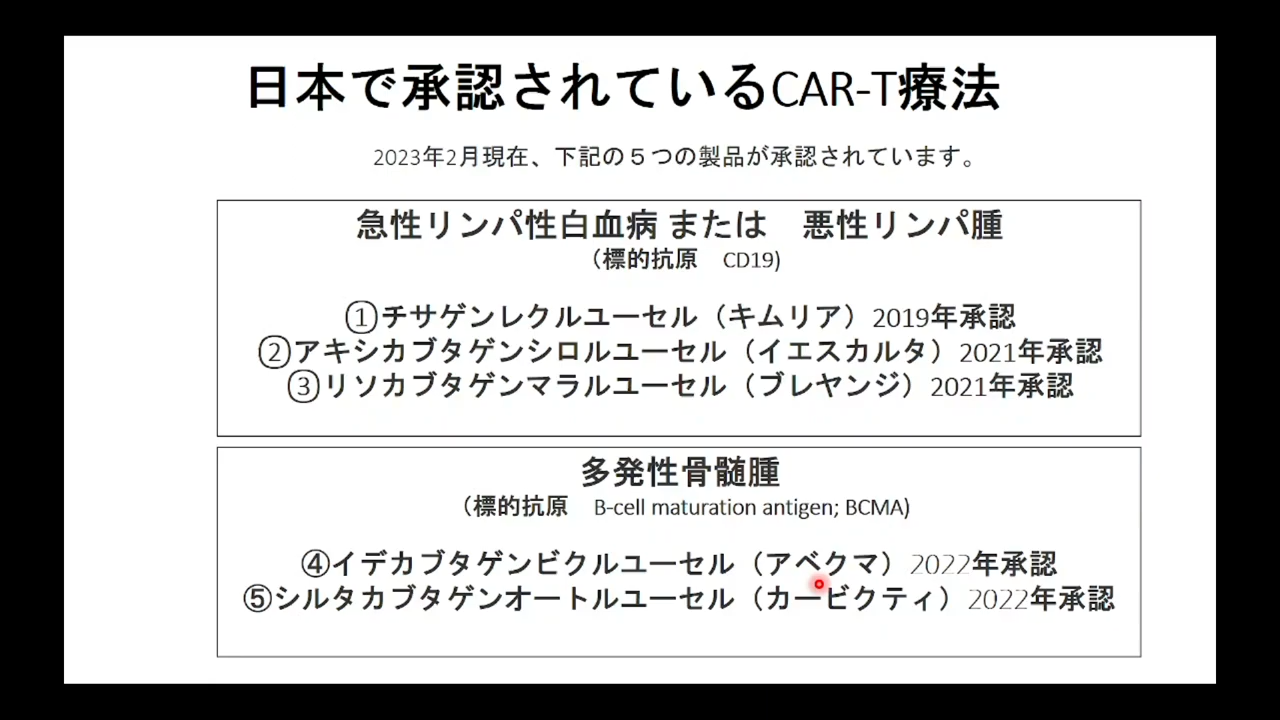 日本で承認されているCAR-T療法
2023年2月現在、下記の５つの製品が承認されています。
急性リンパ性白血病 または　悪性リンパ腫
（標的抗原　CD19)
①チサゲンレクルユーセル（キムリア）2019年承認
②アキシカブタゲンシロルユーセル（イエスカルタ）2021年承認
③リソカブタゲンマラルユーセル（ブレヤンジ）2021年承認
多発性骨髄腫
（標的抗原　B-cell maturation antigen; BCMA)
④イデカブタゲンビクルユーセル（アベクマ）2022年承認
⑤シルタカブタゲンオートルユーセル（カービクティ）2022年承認